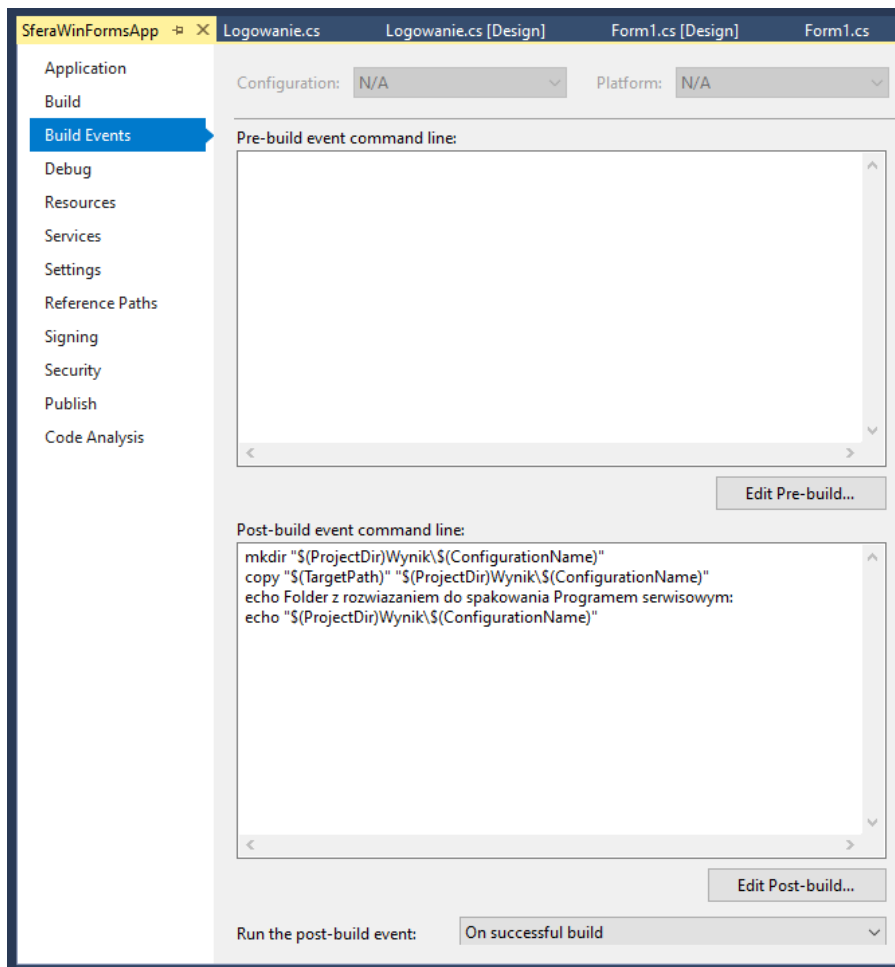 SferaWinFormsApp Logowanie.cs Logowanie.cs [Design] Form1.cs [Design] Form1.cs
Application
Build
Build Events
Debug
Resources
Services
Settings
Reference Paths
Signing
Security
Publish
Code Analysis
Configuration: N/A Platform: N/A
Pre-build event command line:
Edit Pre-build...
Post-build event command line:
mkdir "$(ProjectDir)Wynik\$(ConfigurationName)"
copy "$(TargetPath)" "$(ProjectDir)Wynik\$(ConfigurationName)"
echo Folder z rozwiazaniem do spakowania Programem serwisowym:
echo "$(ProjectDir)Wynik\$(ConfigurationName)"
Edit Post-build...
Run the post-build event: On successful build